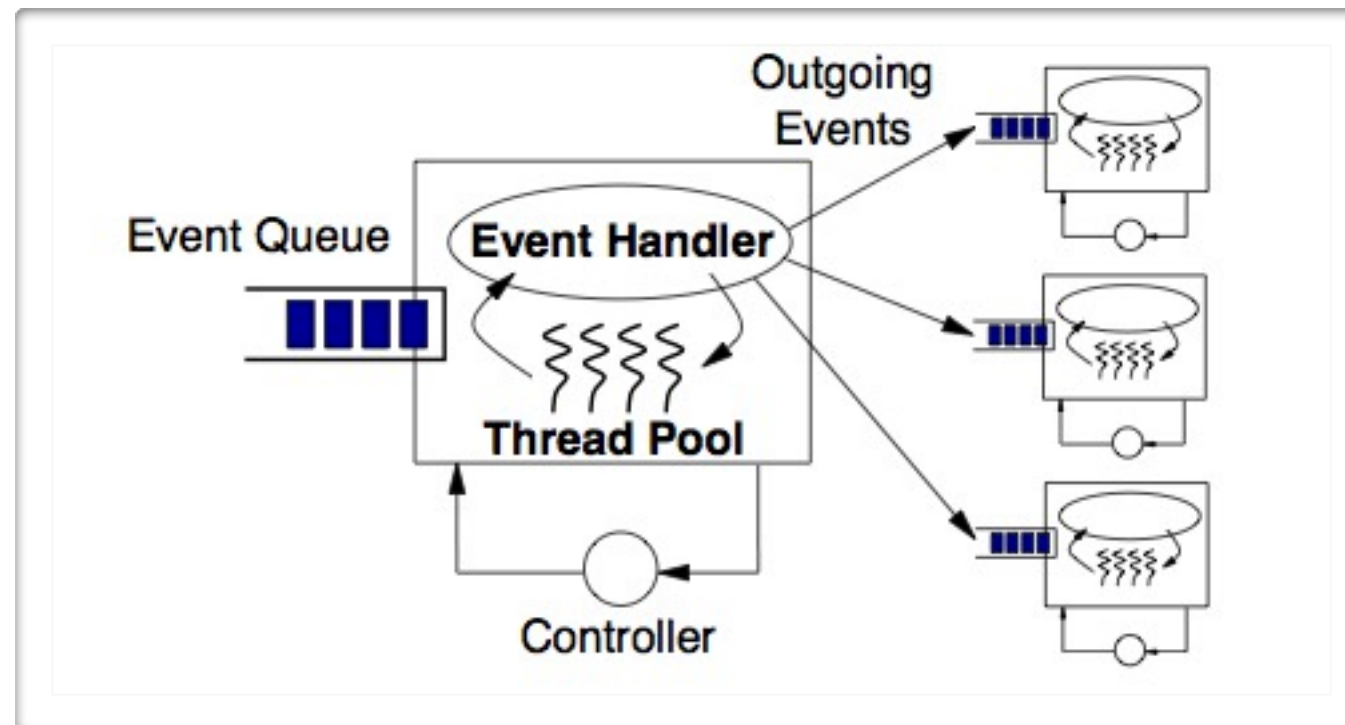 Outgoing
Events
Event Queue
Event Handler
Thread Pool
Controller